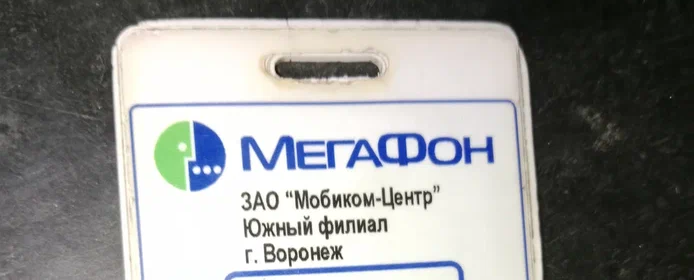 МЕГАФОН
ЗАО "Мобиком-Центр"
Южный филиал
г. Воронеж